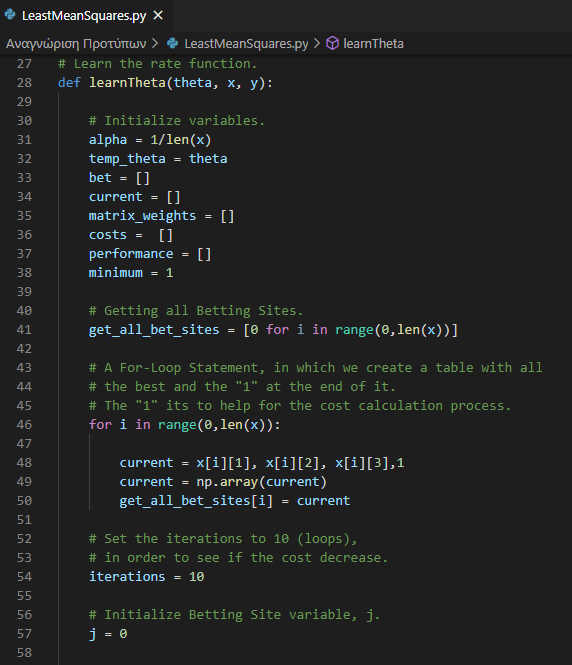 LeastMeanSquares.py ×
Αναγνώριση Προτύπων > LeastMeanSquares.py > learnTheta
27 # Learn the rate function.
28 def learnTheta(theta, x, y):
29
30     # Initialize variables.
31     alpha = 1/len(x)
32     temp_theta = theta
33     bet = []
34     current = []
35     matrix_weights = []
36     costs =  []
37     performance = []
38     minimum = 1
39
40     # Getting all Betting Sites.
41     get_all_bet_sites = [0 for i in range(0,len(x))]
42
43     # A For-Loop Statement, in which we create a table with all
44     # the best and the "1" at the end of it.
45     # The "1" its to help for the cost calculation process.
46     for i in range(0,len(x)):
47
48         current = x[i][1], x[i][2], x[i][3],1
49         current = np.array(current)
50         get_all_bet_sites[i] = current
51
52     # Set the iterations to 10 (loops),
53     # in order to see if the cost decrease.
54     iterations = 10
55
56     # Initialize Betting Site variable, j.
57     j = 0
58